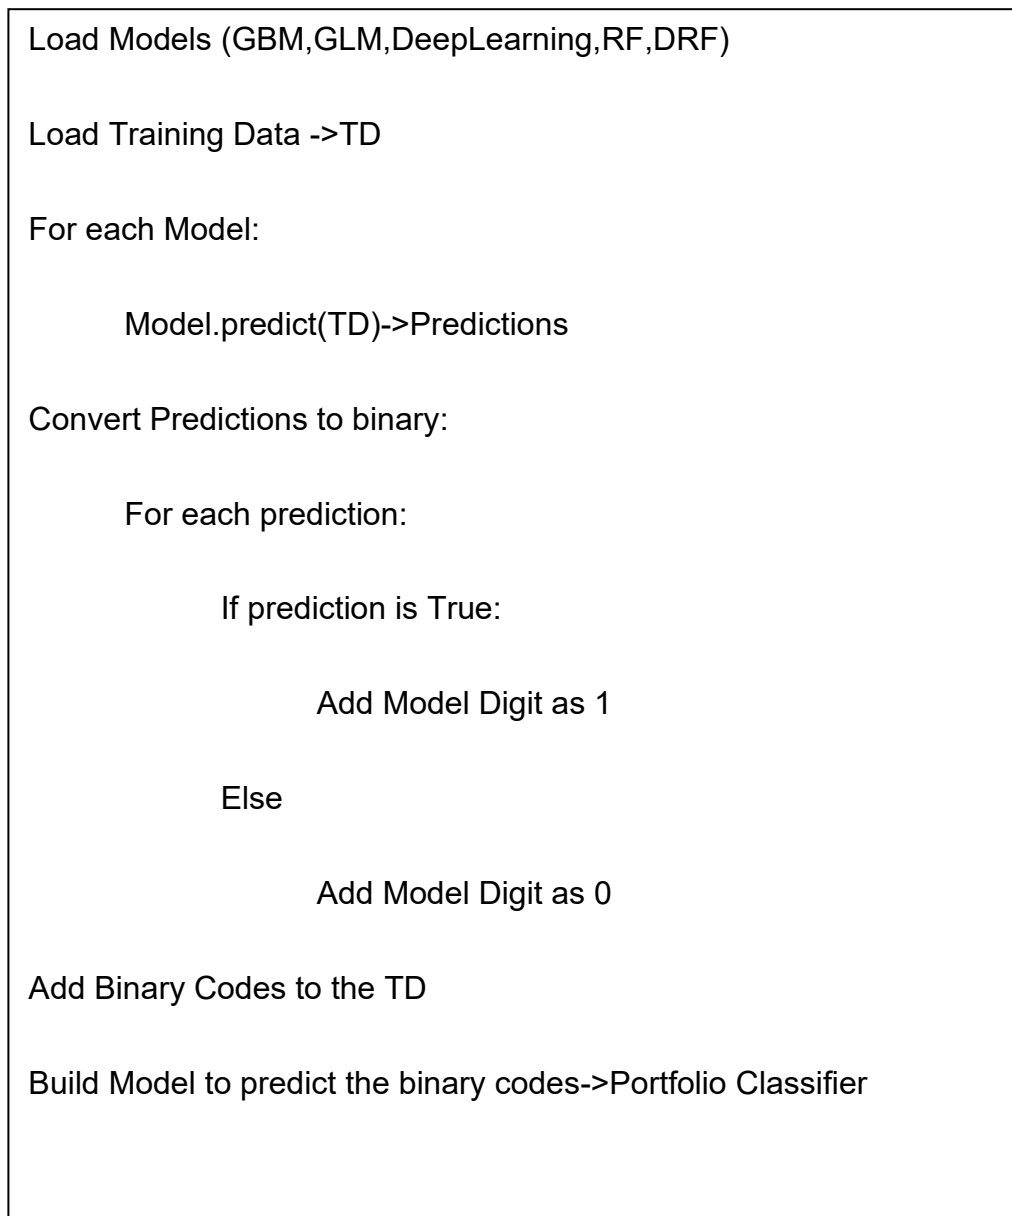 Load Models (GBM,GLM,DeepLearning,RF,DRF)
Load Training Data ->TD
For each Model:
Model.predict(TD)->Predictions
Convert Predictions to binary:
For each prediction:
If prediction is True:
Add Model Digit as 1
Else
Add Model Digit as 0
Add Binary Codes to the TD
Build Model to predict the binary codes->Portfolio Classifier